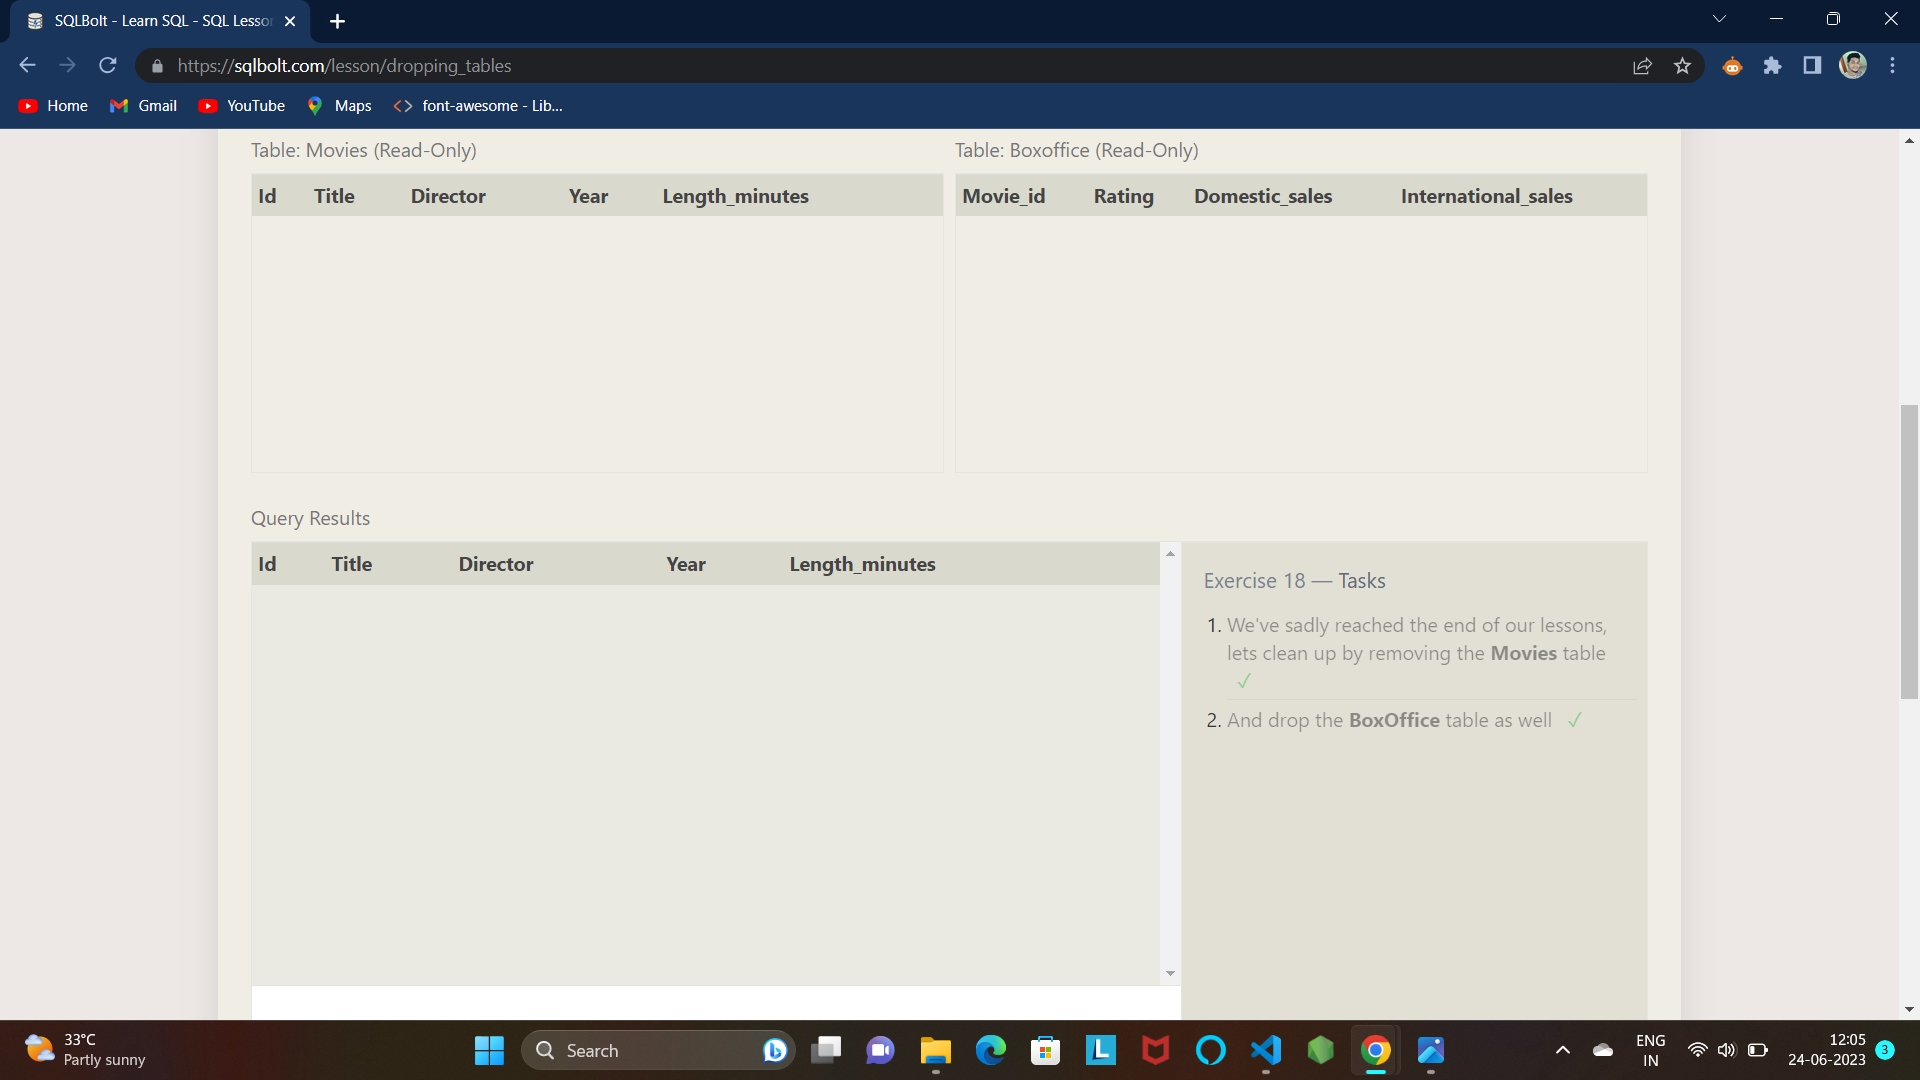 SQLBolt - Learn SQL - SQL Lesso
https://sqlbolt.com/lesson/dropping_tables
Home Gmail YouTube Maps font-awesome - Lib...
Table: Movies (Read-Only) Table: Boxoffice (Read-Only)
Id Title Director Year Length_minutes Movie_id Rating Domestic_sales International_sales
Query Results
Id Title Director Year Length_minutes
Exercise 18 — Tasks
1. We've sadly reached the end of our lessons,
lets clean up by removing the Movies table
✓
2. And drop the BoxOffice table as well ✓
33°C
Partly sunny
Search
L
ENG
IN
12:05
24-06-2023
3